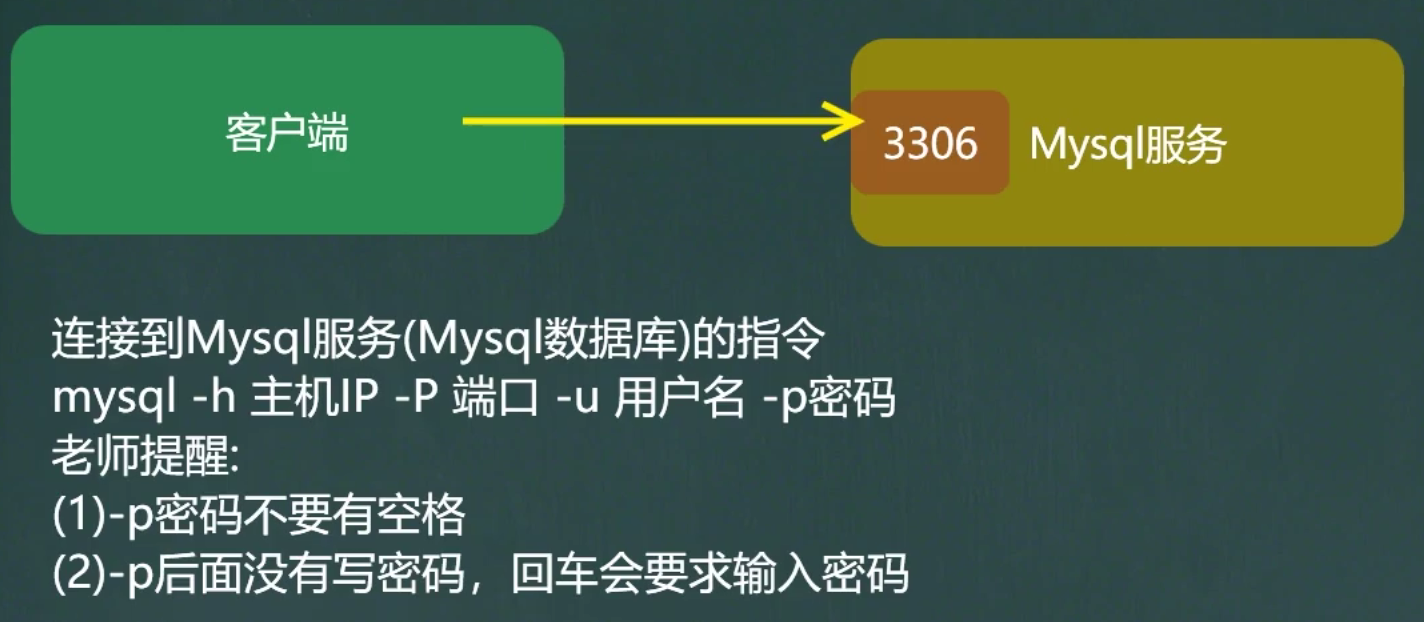 客户端
3306
Mysql服务
连接到Mysql服务(Mysql数据库)的指令
mysql -h 主机IP -P 端口 -u 用户名 -p密码
老师提醒:
(1)-p密码不要有空格
(2)-p后面没有写密码，回车会要求输入密码